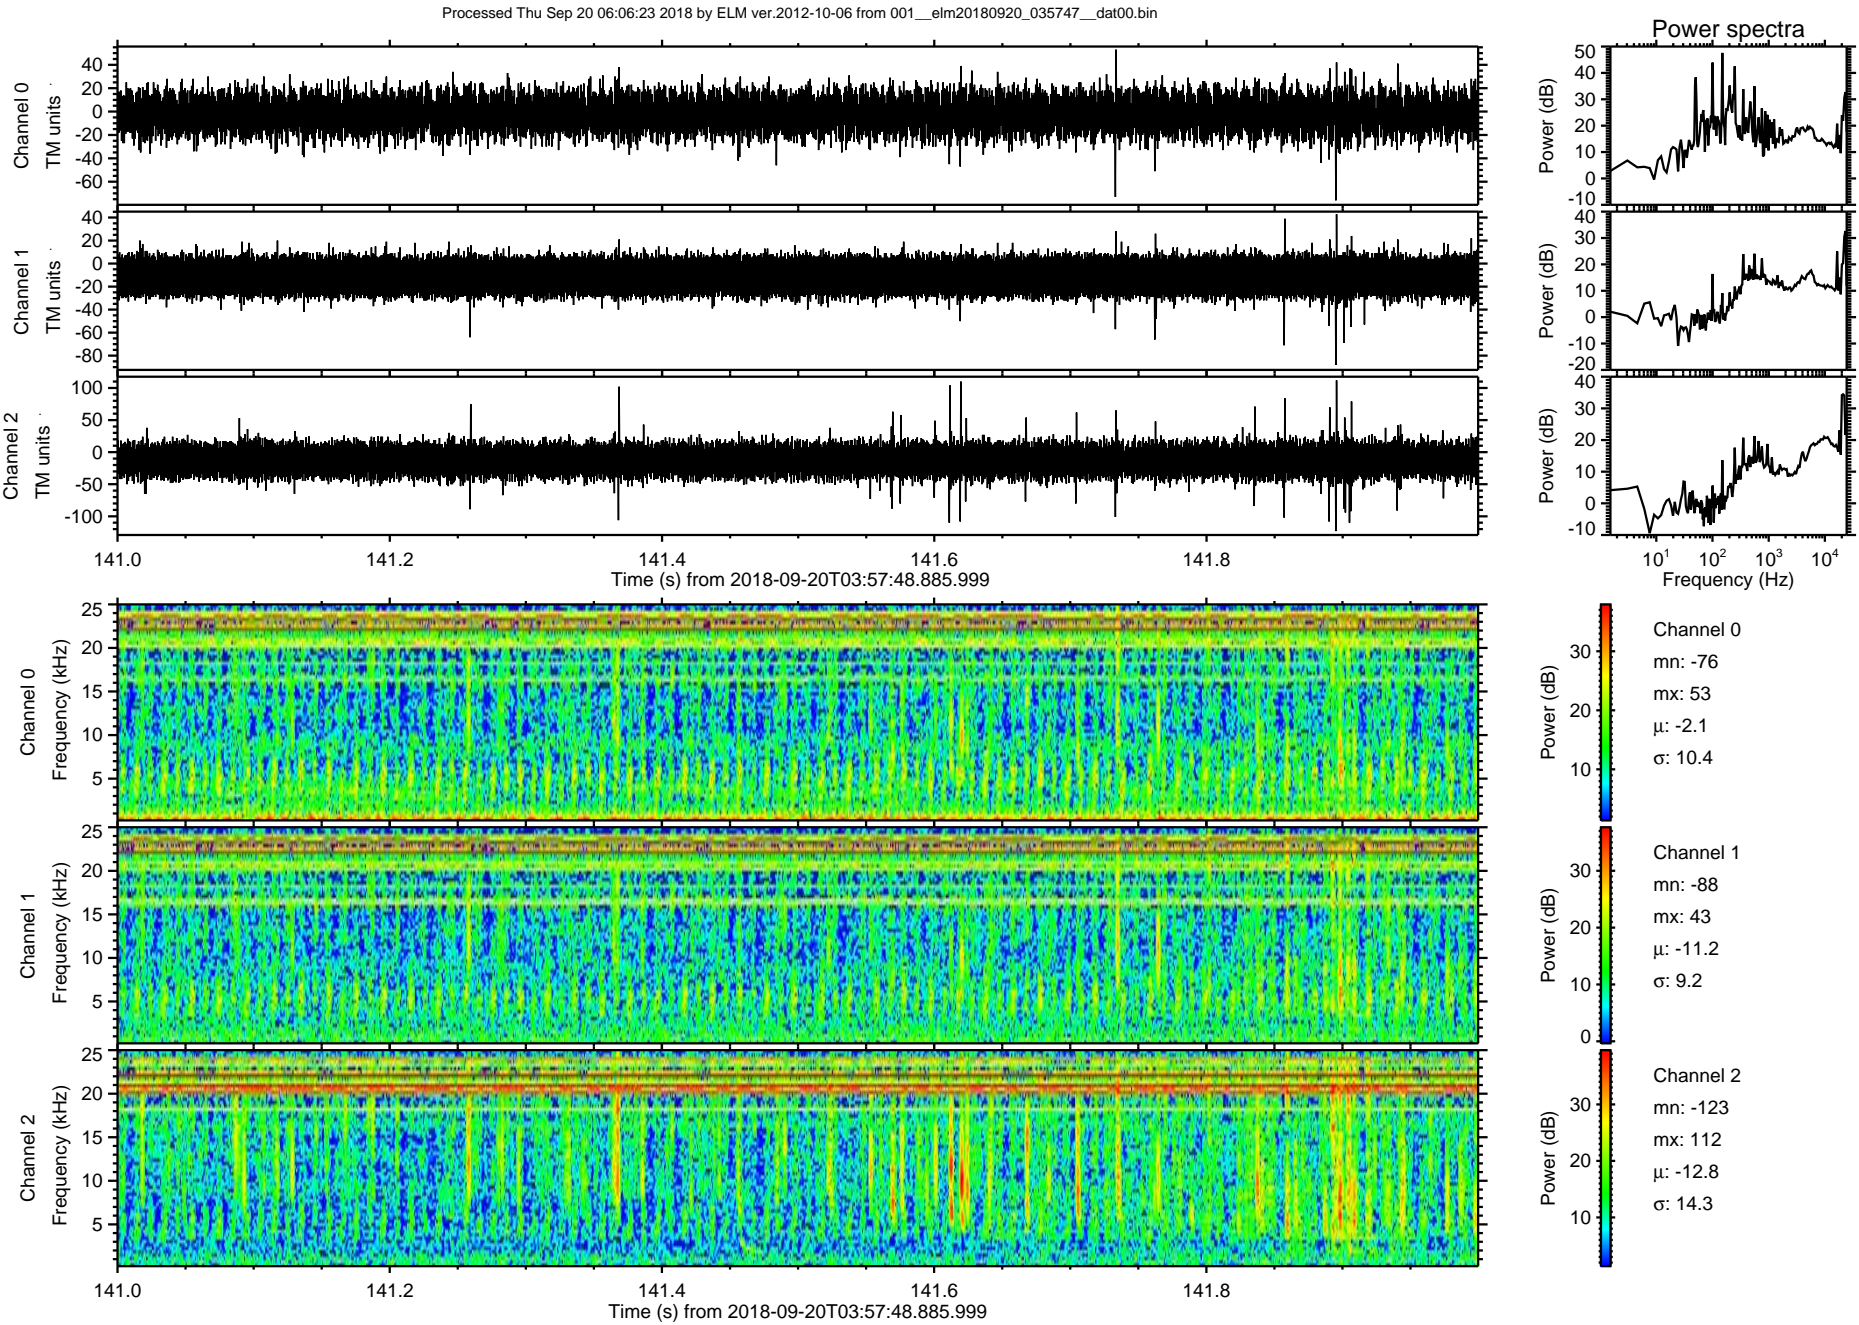 Processed Thu Sep 20 06:06:23 2018 by ELM ver.2012-10-06 from 001__elm20180920_035747__dat00.bin
Power spectra
Channel 0
TM units
40
20
0
-20
-40
-60
Power (dB)
50
40
30
20
10
0
-10
Channel 1
TM units
40
20
0
-20
-40
-60
-80
Power (dB)
40
30
20
10
0
-10
-20
Channel 2
TM units
100
50
0
-50
-100
Power (dB)
40
30
20
10
0
-10
141.0 141.2 141.4 141.6 141.8
Time (s) from 2018-09-20T03:57:48.885.999
10^1 10^2 10^3 10^4
Frequency (Hz)
Channel 0
Frequency (kHz)
25
20
15
10
5
Power (dB)
30
20
10
Channel 0
mn: -76
mx: 53
μ: -2.1
σ: 10.4
Channel 1
Frequency (kHz)
25
20
15
10
5
Power (dB)
30
20
10
0
Channel 1
mn: -88
mx: 43
μ: -11.2
σ: 9.2
Channel 2
Frequency (kHz)
25
20
15
10
5
Power (dB)
30
20
10
Channel 2
mn: -123
mx: 112
μ: -12.8
σ: 14.3
141.0 141.2 141.4 141.6 141.8
Time (s) from 2018-09-20T03:57:48.885.999